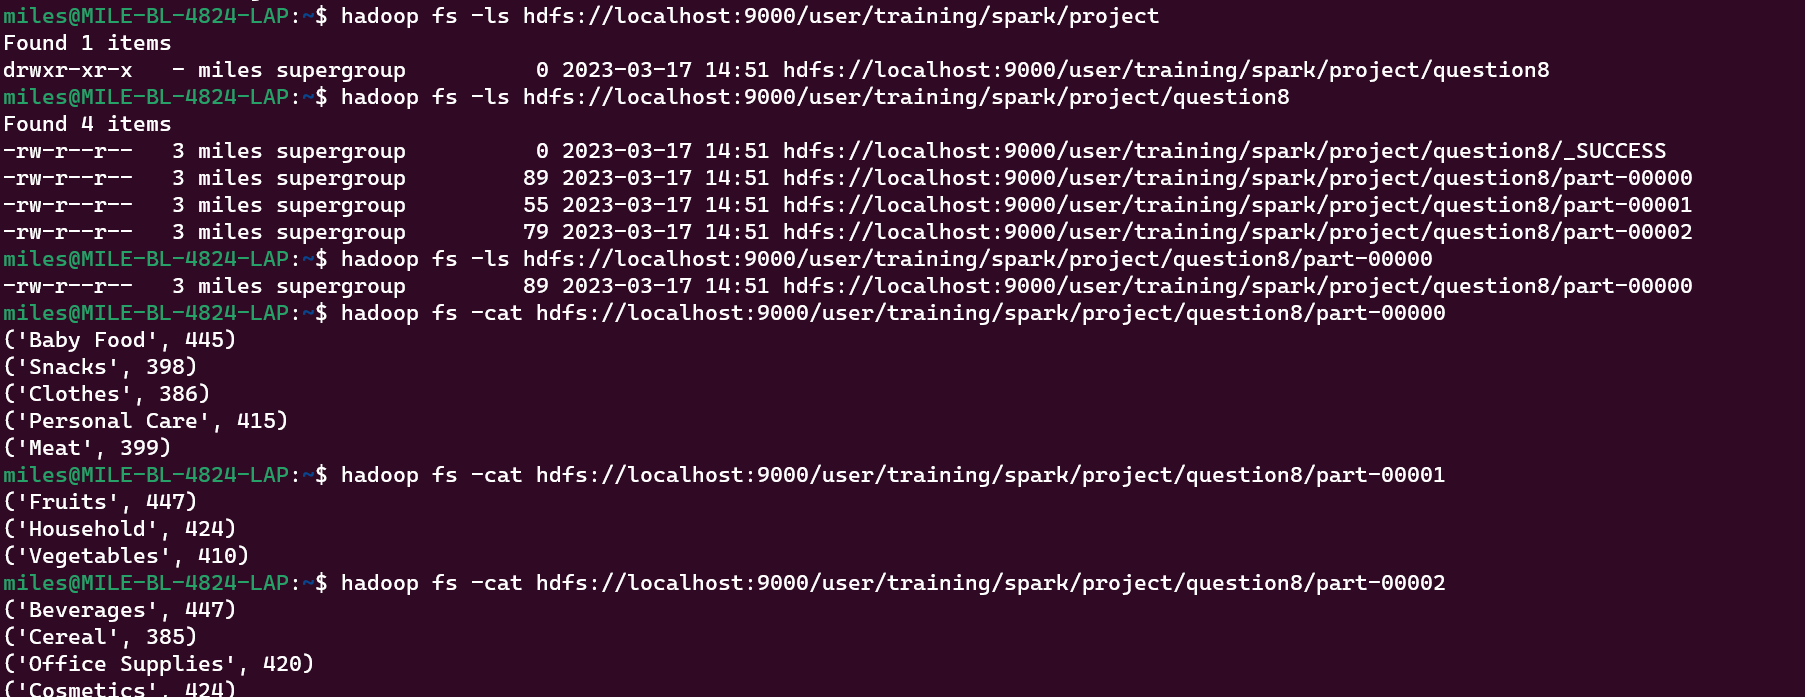 miles@MILE-BL-4824-LAP:~$ hadoop fs -ls hdfs://localhost:9000/user/training/spark/project
Found 1 items
drwxr-xr-x   - miles supergroup          0 2023-03-17 14:51 hdfs://localhost:9000/user/training/spark/project/question8
miles@MILE-BL-4824-LAP:~$ hadoop fs -ls hdfs://localhost:9000/user/training/spark/project/question8
Found 4 items
-rw-r--r--   3 miles supergroup          0 2023-03-17 14:51 hdfs://localhost:9000/user/training/spark/project/question8/_SUCCESS
-rw-r--r--   3 miles supergroup         89 2023-03-17 14:51 hdfs://localhost:9000/user/training/spark/project/question8/part-00000
-rw-r--r--   3 miles supergroup         55 2023-03-17 14:51 hdfs://localhost:9000/user/training/spark/project/question8/part-00001
-rw-r--r--   3 miles supergroup         79 2023-03-17 14:51 hdfs://localhost:9000/user/training/spark/project/question8/part-00002
miles@MILE-BL-4824-LAP:~$ hadoop fs -ls hdfs://localhost:9000/user/training/spark/project/question8/part-00000
-rw-r--r--   3 miles supergroup         89 2023-03-17 14:51 hdfs://localhost:9000/user/training/spark/project/question8/part-00000
miles@MILE-BL-4824-LAP:~$ hadoop fs -cat hdfs://localhost:9000/user/training/spark/project/question8/part-00000
('Baby Food', 445)
('Snacks', 398)
('Clothes', 386)
('Personal Care', 415)
('Meat', 399)
miles@MILE-BL-4824-LAP:~$ hadoop fs -cat hdfs://localhost:9000/user/training/spark/project/question8/part-00001
('Fruits', 447)
('Household', 424)
('Vegetables', 410)
miles@MILE-BL-4824-LAP:~$ hadoop fs -cat hdfs://localhost:9000/user/training/spark/project/question8/part-00002
('Beverages', 447)
('Cereal', 385)
('Office Supplies', 420)
('Cosmetics', 424)